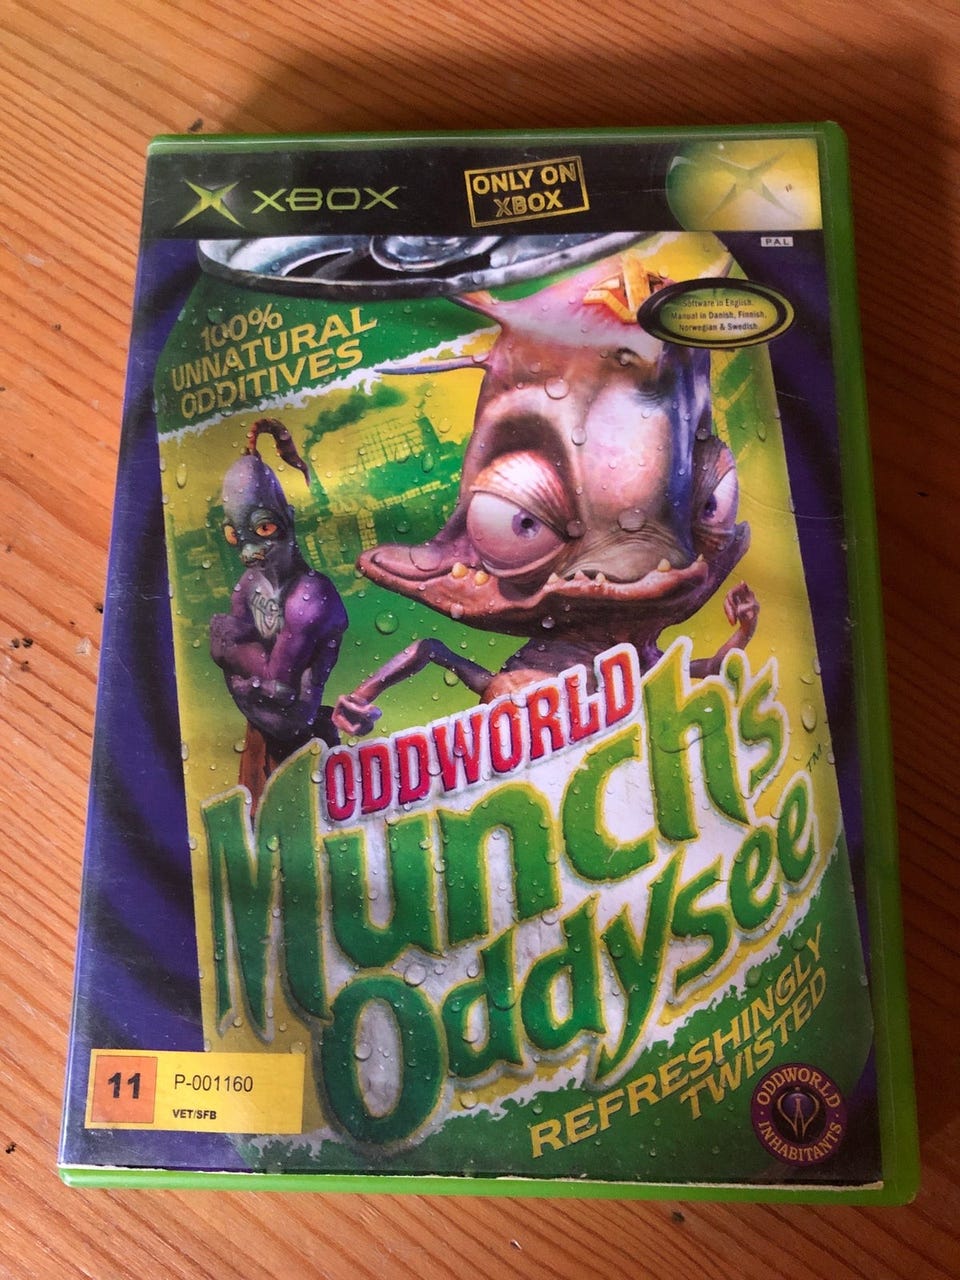 XBOX
ONLY ON
XBOX
PAL
Software in English.
Manual in Danish, Finnish,
Norwegian & Swedish
100%
UNNATURAL
ODDITIVES
ODDWORLD
Munch's
Oddysee
TM
REFRESHINGLY
TWISTED
11
P-001160
VET/SFB
ODDWORLD
INHABITANTS